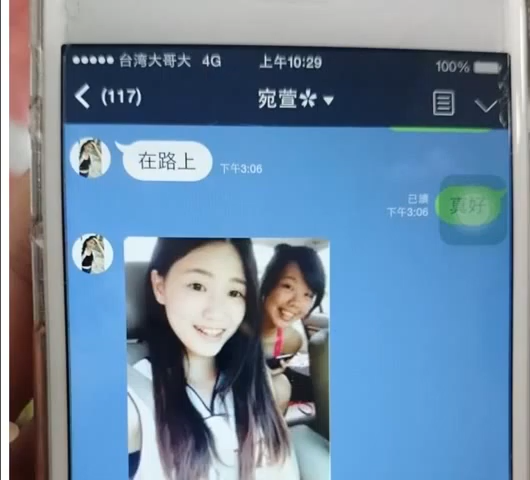 台湾大哥大 4G 上午10:29 100%
(117) 宛萱✲▼
在路上 下午3:06
已讀
下午3:06 真好